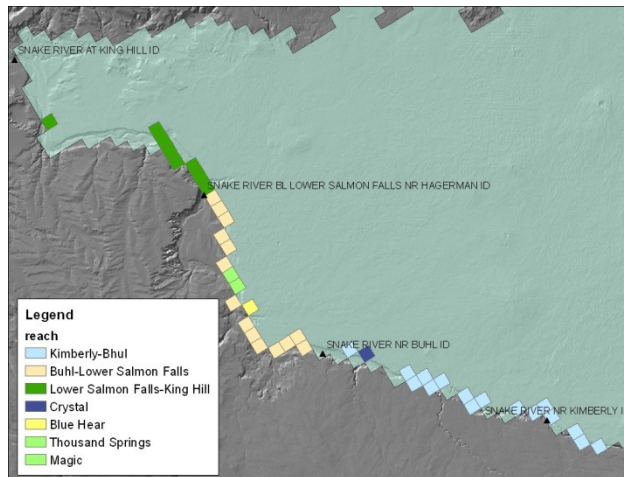 SNAKE RIVER AT KING HILL ID
SNAKE RIVER BL LOWER SALMON FALLS NR HAGERMAN ID
SNAKE RIVER NR BUHL ID
SNAKE RIVER NR KIMBERLY I
Legend
reach
Kimberly-Bhul
Buhl-Lower Salmon Falls
Lower Salmon Falls-King Hill
Crystal
Blue Hear
Thousand Springs
Magic